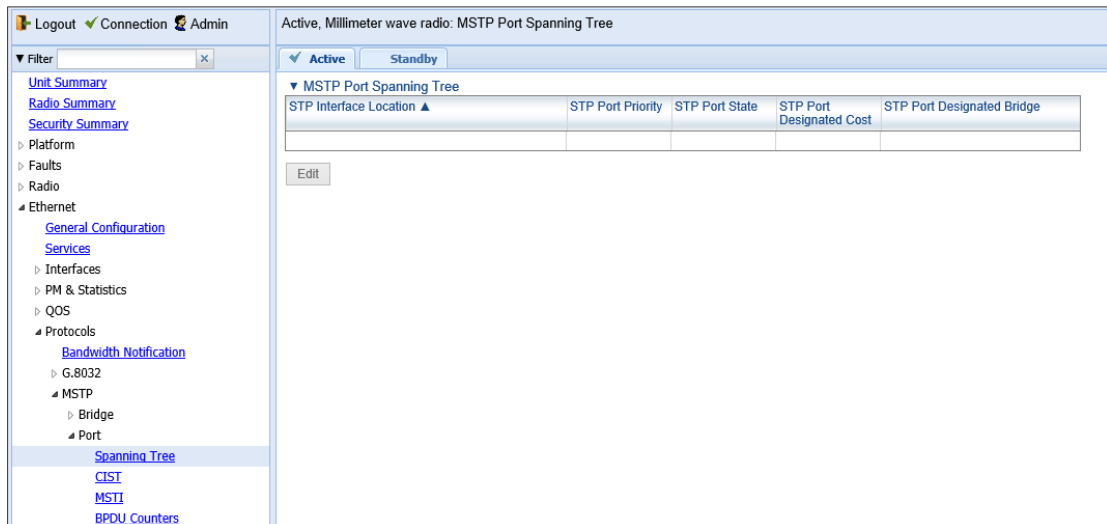 Logout Connection Admin
Active, Millimeter wave radio: MSTP Port Spanning Tree
▼ Filter
Active Standby
Unit Summary
Radio Summary
Security Summary
Platform
Faults
Radio
Ethernet
General Configuration
Services
Interfaces
PM & Statistics
QOS
Protocols
Bandwidth Notification
G.8032
MSTP
Bridge
Port
Spanning Tree
CIST
MSTI
BPDU Counters
▼ MSTP Port Spanning Tree
STP Interface Location ▲ STP Port Priority STP Port State STP Port Designated Cost STP Port Designated Bridge
Edit